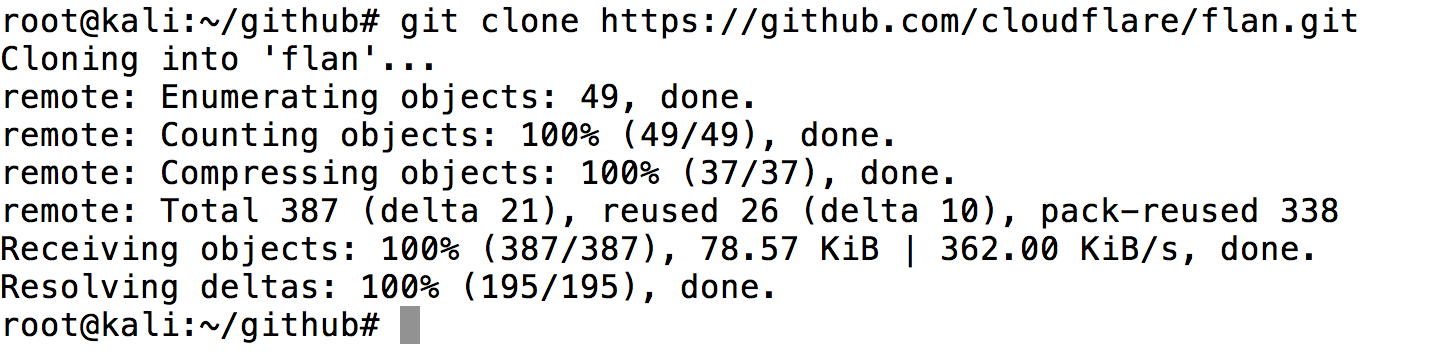 root@kali:~/github# git clone https://github.com/cloudflare/flan.git
Cloning into 'flan'...
remote: Enumerating objects: 49, done.
remote: Counting objects: 100% (49/49), done.
remote: Compressing objects: 100% (37/37), done.
remote: Total 387 (delta 21), reused 26 (delta 10), pack-reused 338
Receiving objects: 100% (387/387), 78.57 KiB | 362.00 KiB/s, done.
Resolving deltas: 100% (195/195), done.
root@kali:~/github#